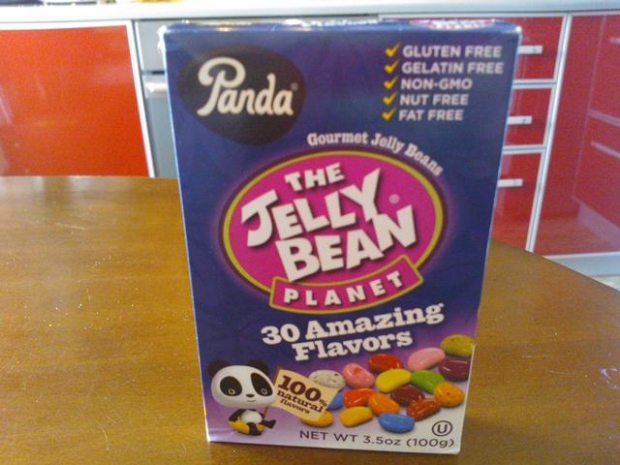 Panda®
GLUTEN FREE
GELATIN FREE
NON-GMO
NUT FREE
FAT FREE
Gourmet Jelly Beans
THE
JELLY
BEAN®
PLANET
30 Amazing
Flavors
100%
natural
flavors
U
NET WT 3.5oz (100g)